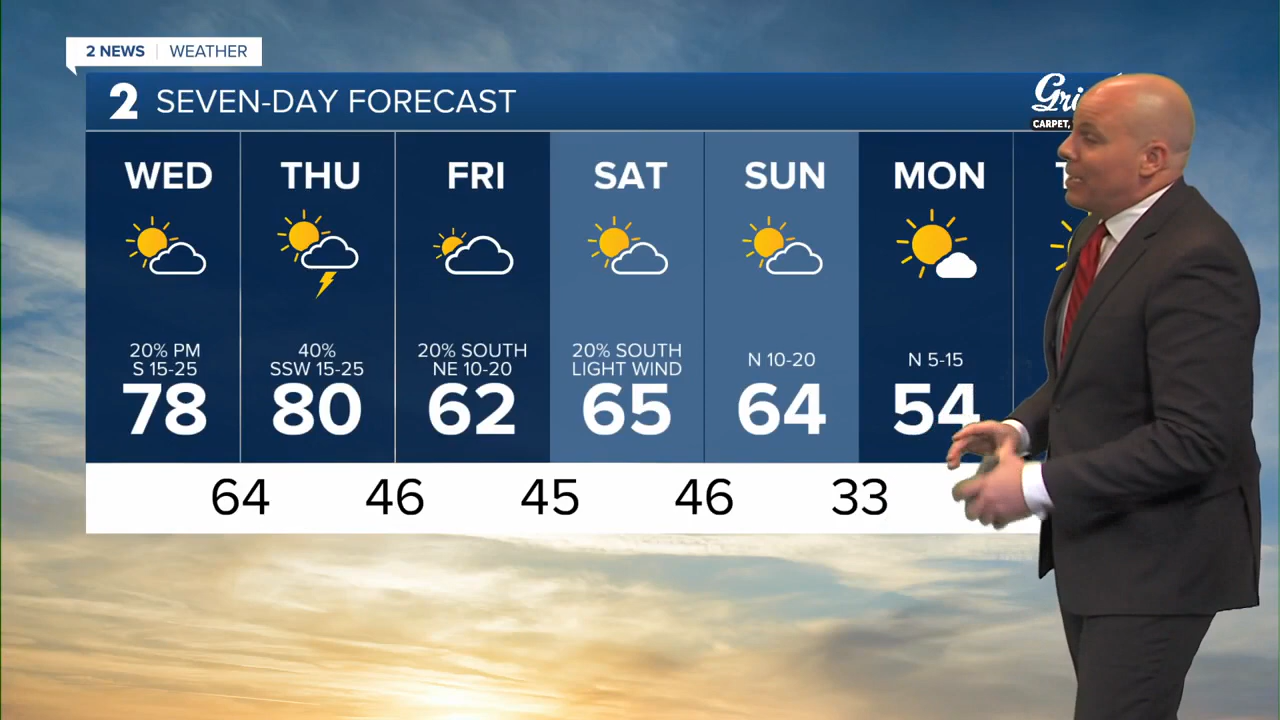 2 NEWS | WEATHER
2 SEVEN-DAY FORECAST
CARPET,
WED THU FRI SAT SUN MON
20% PM 40% 20% SOUTH 20% SOUTH N 10-20 N 5-15
S 15-25 SSW 15-25 NE 10-20 LIGHT WIND
78 80 62 65 64 54
64 46 45 46 33